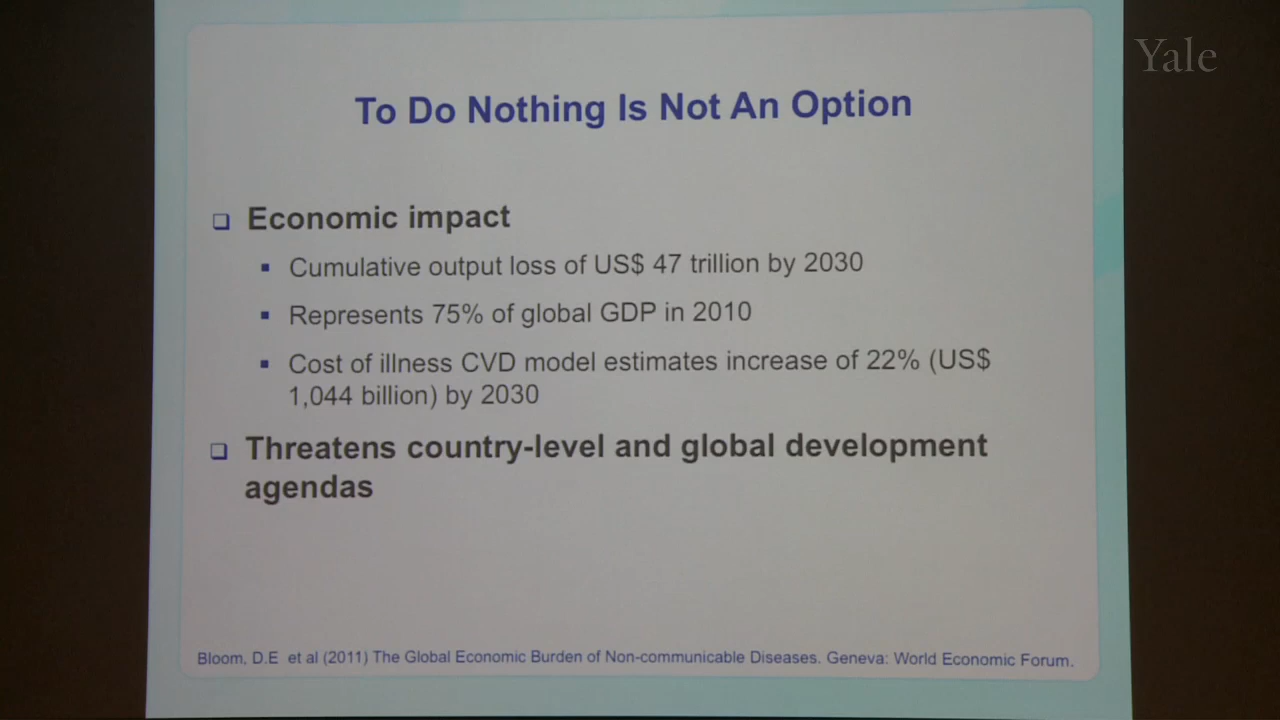 Yale
To Do Nothing Is Not An Option
Economic impact
Cumulative output loss of US$ 47 trillion by 2030
Represents 75% of global GDP in 2010
Cost of illness CVD model estimates increase of 22% (US$
1,044 billion) by 2030
Threatens country-level and global development
agendas
Bloom, D.E et al (2011) The Global Economic Burden of Non-communicable Diseases. Geneva: World Economic Forum.